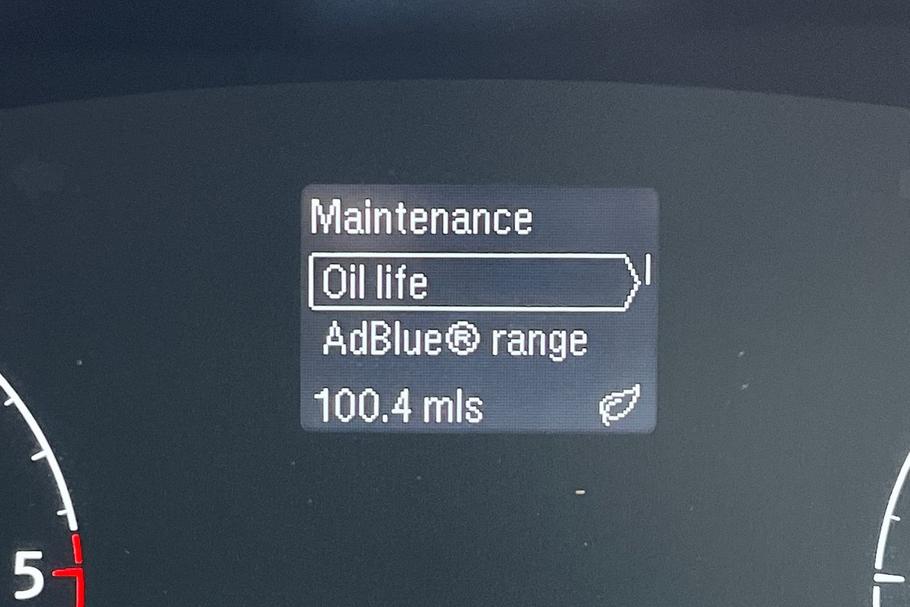 Maintenance
Oil life
AdBlue® range
100.4 mls
5